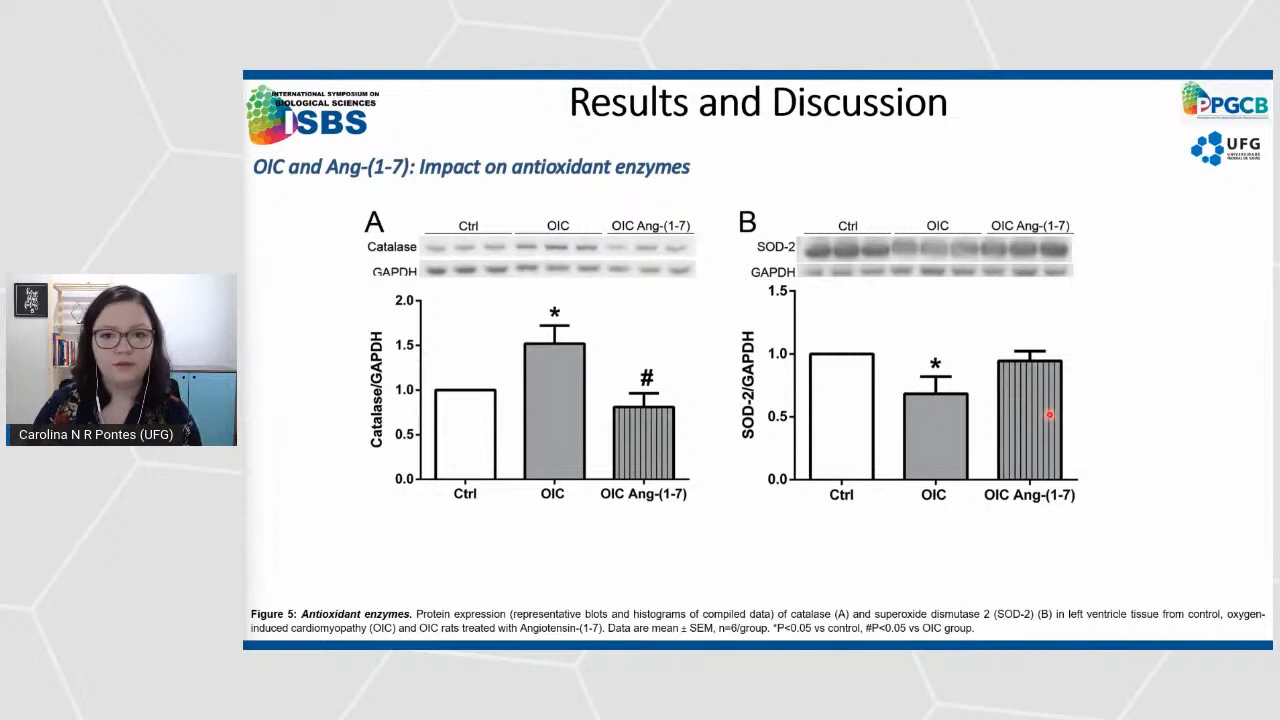 INTERNATIONAL SYMPOSIUM ON
BIOLOGICAL SCIENCES
ISBS
Results and Discussion
PPGCB
UFG
UNIVERSIDADE
FEDERAL DE GOIÁS
OIC and Ang-(1-7): Impact on antioxidant enzymes
A
Ctrl OIC OIC Ang-(1-7)
Catalase
GAPDH
2.0
1.5
1.0
0.5
0.0
Catalase/GAPDH
*
#
Ctrl OIC OIC Ang-(1-7)
B
Ctrl OIC OIC Ang-(1-7)
SOD-2
GAPDH
1.5
1.0
0.5
0.0
SOD-2/GAPDH
*
Ctrl OIC OIC Ang-(1-7)
Carolina N R Pontes (UFG)
Figure 5: Antioxidant enzymes. Protein expression (representative blots and histograms of compiled data) of catalase (A) and superoxide dismutase 2 (SOD-2) (B) in left ventricle tissue from control, oxygen-
induced cardiomyopathy (OIC) and OIC rats treated with Angiotensin-(1-7). Data are mean ± SEM, n=6/group. *P<0.05 vs control, #P<0.05 vs OIC group.